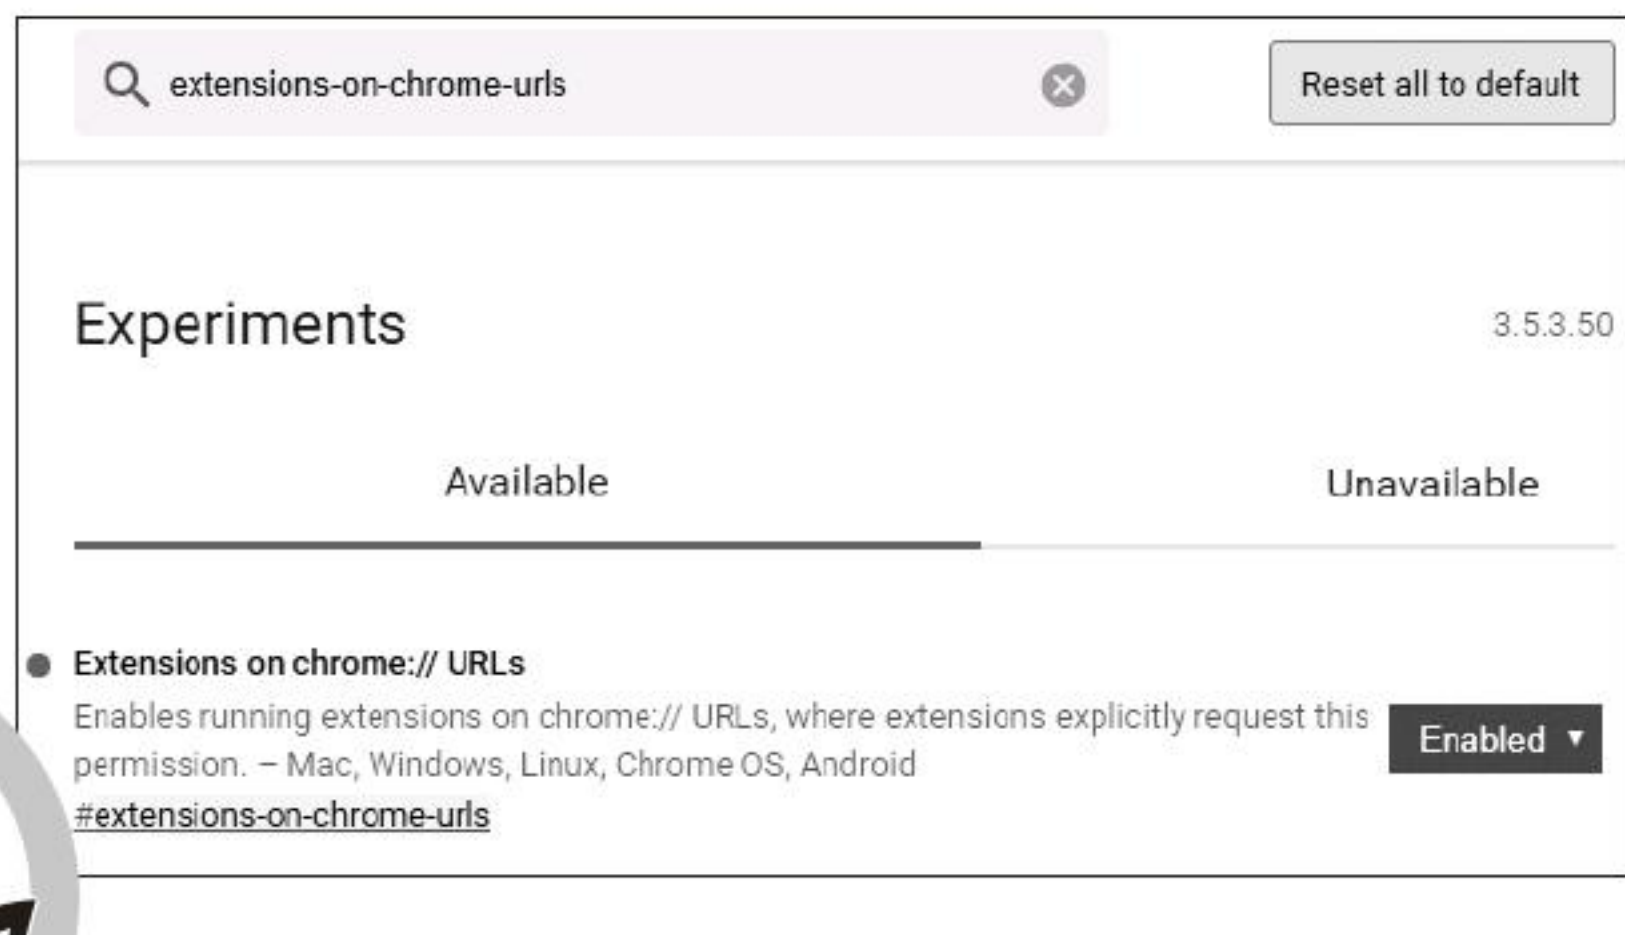 extensions-on-chrome-urls
Reset all to default
Experiments
3.5.3.50
Available
Unavailable
Extensions on chrome:// URLs
Enables running extensions on chrome:// URLs, where extensions explicitly request this
permission. – Mac, Windows, Linux, Chrome OS, Android
Enabled
#extensions-on-chrome-urls